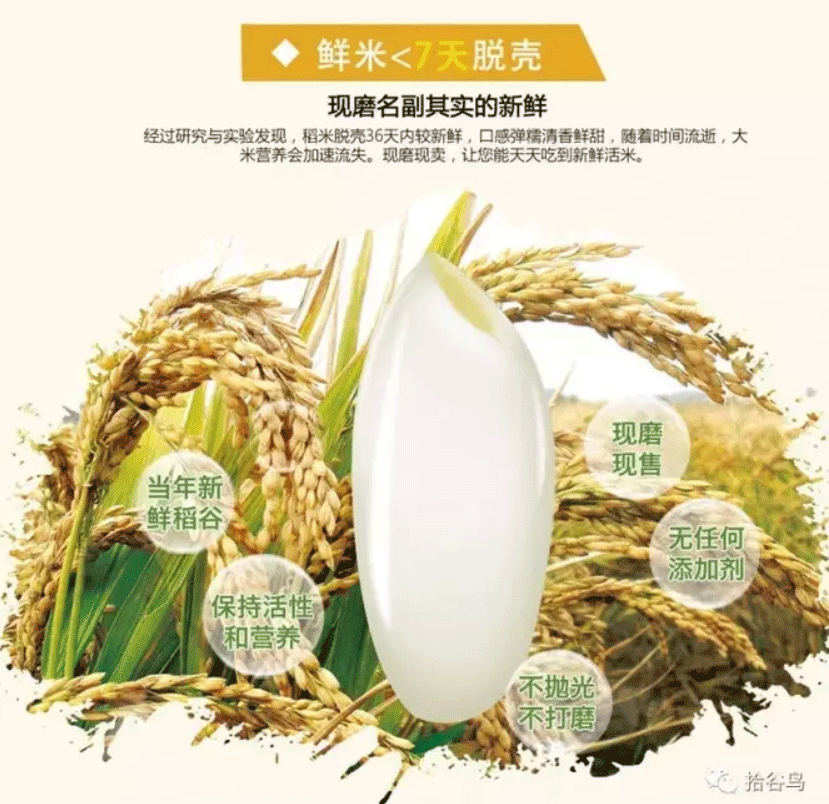 鲜米<7天脱壳
现磨名副其实的新鲜
经过研究与实验发现，稻米脱壳36天内较新鲜，口感弹糯清香鲜甜，随着时间流逝，大
米营养会加速流失。现磨现卖，让您能天天吃到新鲜活米。
现磨
现售
当年新
鲜稻谷
无任何
添加剂
保持活性
和营养
不抛光
不打磨
拾谷鸟